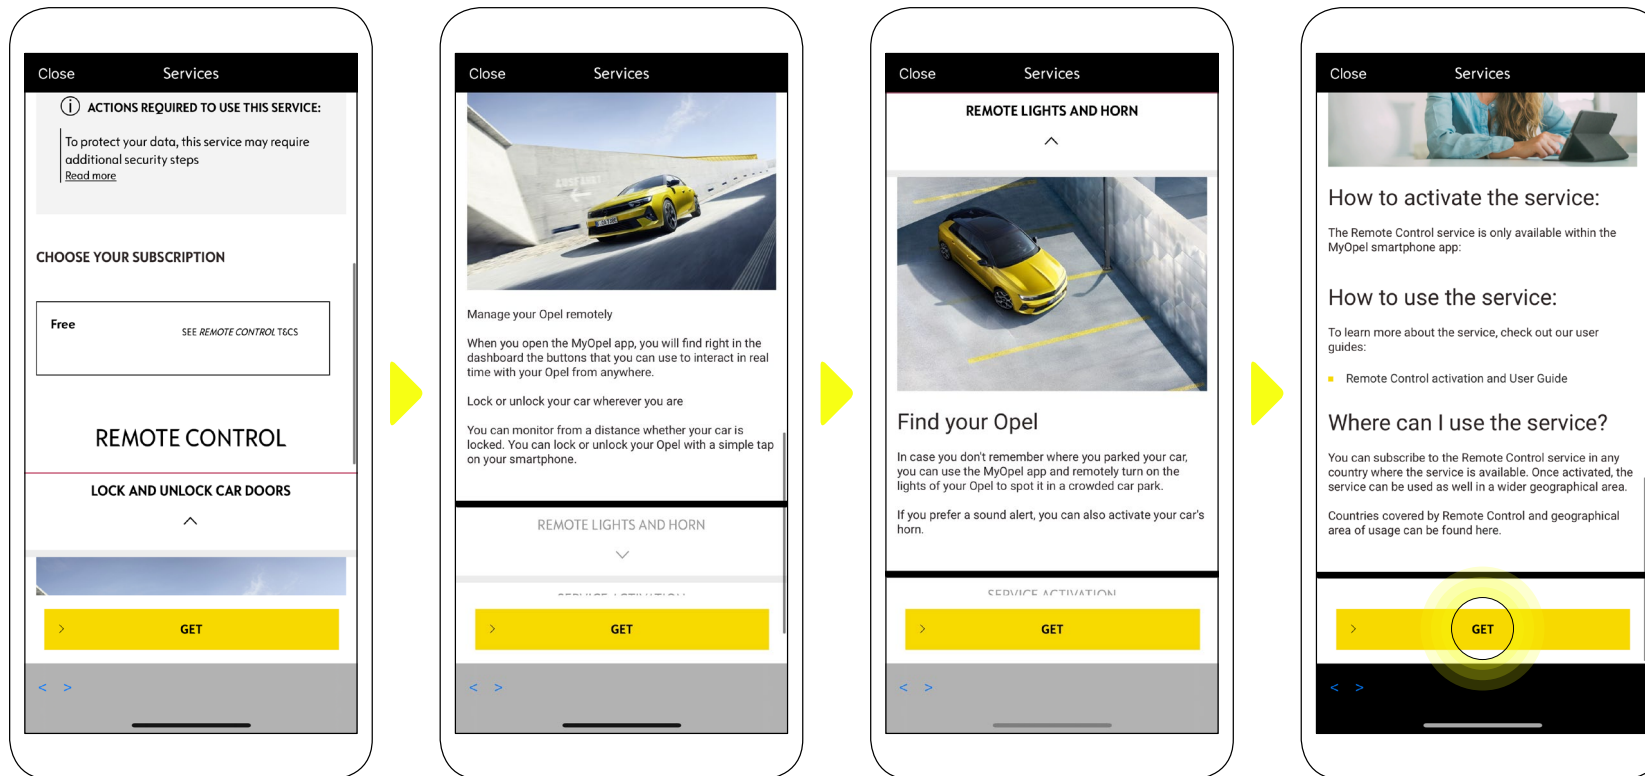 Close Services
ACTIONS REQUIRED TO USE THIS SERVICE:
To protect your data, this service may require
additional security steps
Read more
CHOOSE YOUR SUBSCRIPTION
Free
SEE REMOTE CONTROL T&CS
REMOTE CONTROL
LOCK AND UNLOCK CAR DOORS
> GET
< >
Close Services
Manage your Opel remotely
When you open the MyOpel app, you will find right in the
dashboard the buttons that you can use to interact in real
time with your Opel from anywhere.
Lock or unlock your car wherever you are
You can monitor from a distance whether your car is
locked. You can lock or unlock your Opel with a simple tap
on your smartphone.
REMOTE LIGHTS AND HORN
SERVICE ACTIVATION
> GET
< >
Close Services
REMOTE LIGHTS AND HORN
Find your Opel
In case you don't remember where you parked your car,
you can use the MyOpel app and remotely turn on the
lights of your Opel to spot it in a crowded car park.
If you prefer a sound alert, you can also activate your car's
horn.
SERVICE ACTIVATION
> GET
< >
Close Services
How to activate the service:
The Remote Control service is only available within the
MyOpel smartphone app:
How to use the service:
To learn more about the service, check out our user
guides:
Remote Control activation and User Guide
Where can I use the service?
You can subscribe to the Remote Control service in any
country where the service is available. Once activated, the
service can be used as well in a wider geographical area.
Countries covered by Remote Control and geographical
area of usage can be found here.
> GET
< >